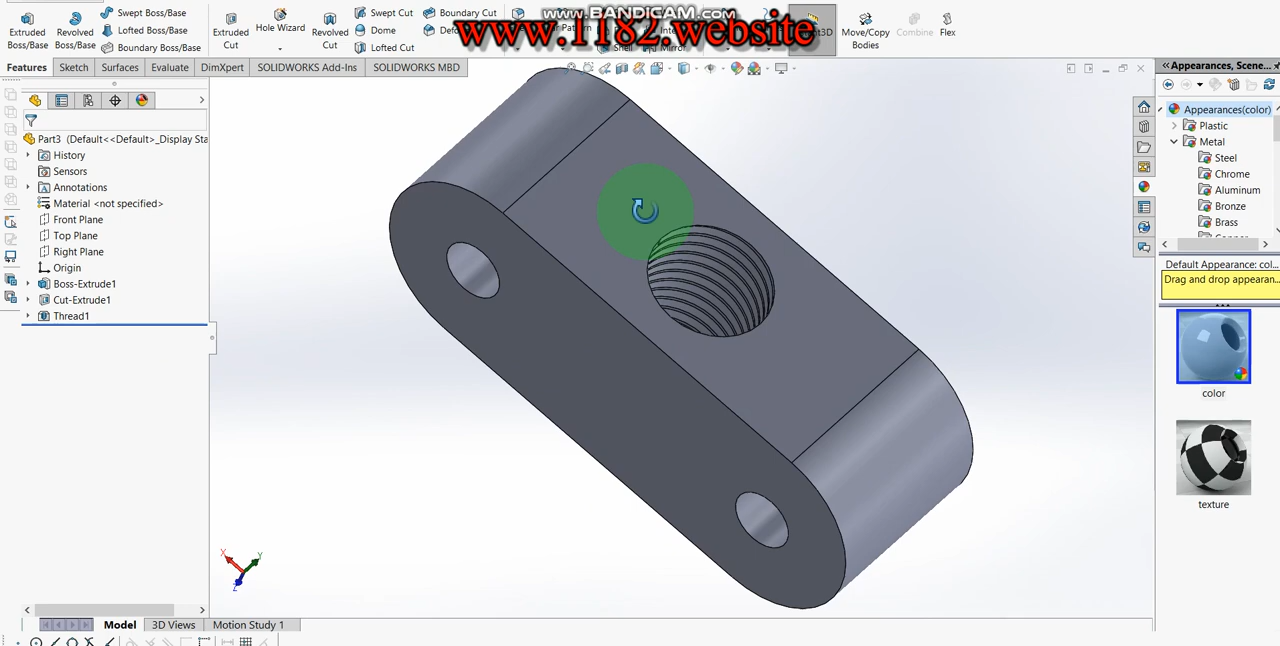 www.BANDICAM.com
www.1182.website
Extruded Boss/Base
Revolved Boss/Base
Swept Boss/Base
Lofted Boss/Base
Boundary Boss/Base
Extruded Cut
Hole Wizard
Revolved Cut
Swept Cut
Dome
Lofted Cut
Boundary Cut
Shell
Mirror
Move/Copy Bodies
Combine
Flex
Features
Sketch
Surfaces
Evaluate
DimXpert
SOLIDWORKS Add-Ins
SOLIDWORKS MBD
Part3 (Default<<Default>_Display Sta
History
Sensors
Annotations
Material <not specified>
Front Plane
Top Plane
Right Plane
Origin
Boss-Extrude1
Cut-Extrude1
Thread1
X
Y
Z
Model
3D Views
Motion Study 1
Appearances, Scene...
Appearances(color)
Plastic
Metal
Steel
Chrome
Aluminum
Bronze
Brass
Default Appearance: col...
Drag and drop appearan...
color
texture